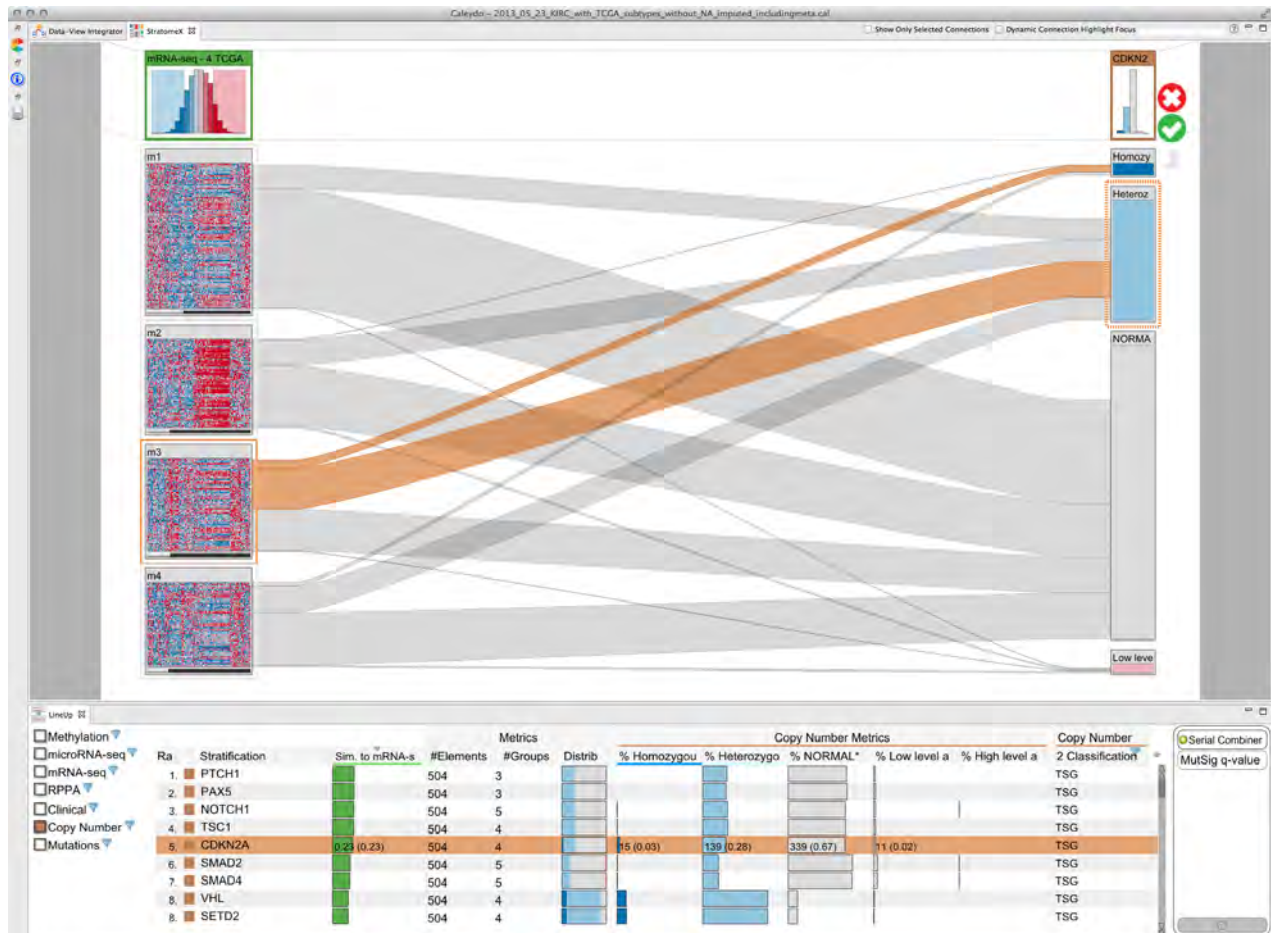 Caleydo - 2013_05_23_KIRC_with_TCGA_subtypes_without_NA_imputed_includingmeta.cal
Data-View Integrator StratomeX Show Only Selected Connections Dynamic Connection Highlight Focus
mRNA-seq - 4 TCGA CDKN2
m1 Homozy
Heteroz
m2 NORMA
m3
m4
Low leve
LineUp
Methylation
microRNA-seq
mRNA-seq
RPPA
Clinical
Copy Number
Mutations
Metrics Copy Number Metrics Copy Number
Ra Stratification Sim. to mRNA-s #Elements #Groups Distrib % Homozygou % Heterozygo % NORMAL* % Low level a % High level a 2 Classification
1. PTCH1 504 3 TSG
2. PAX5 504 3 TSG
3. NOTCH1 504 5 TSG
4. TSC1 504 4 TSG
5. CDKN2A 0.23 (0.23) 504 4 15 (0.03) 139 (0.28) 339 (0.67) 11 (0.02) TSG
6. SMAD2 504 5 TSG
7. SMAD4 504 5 TSG
8. VHL 504 4 TSG
8. SETD2 504 4 TSG
Serial Combiner
MutSig q-value